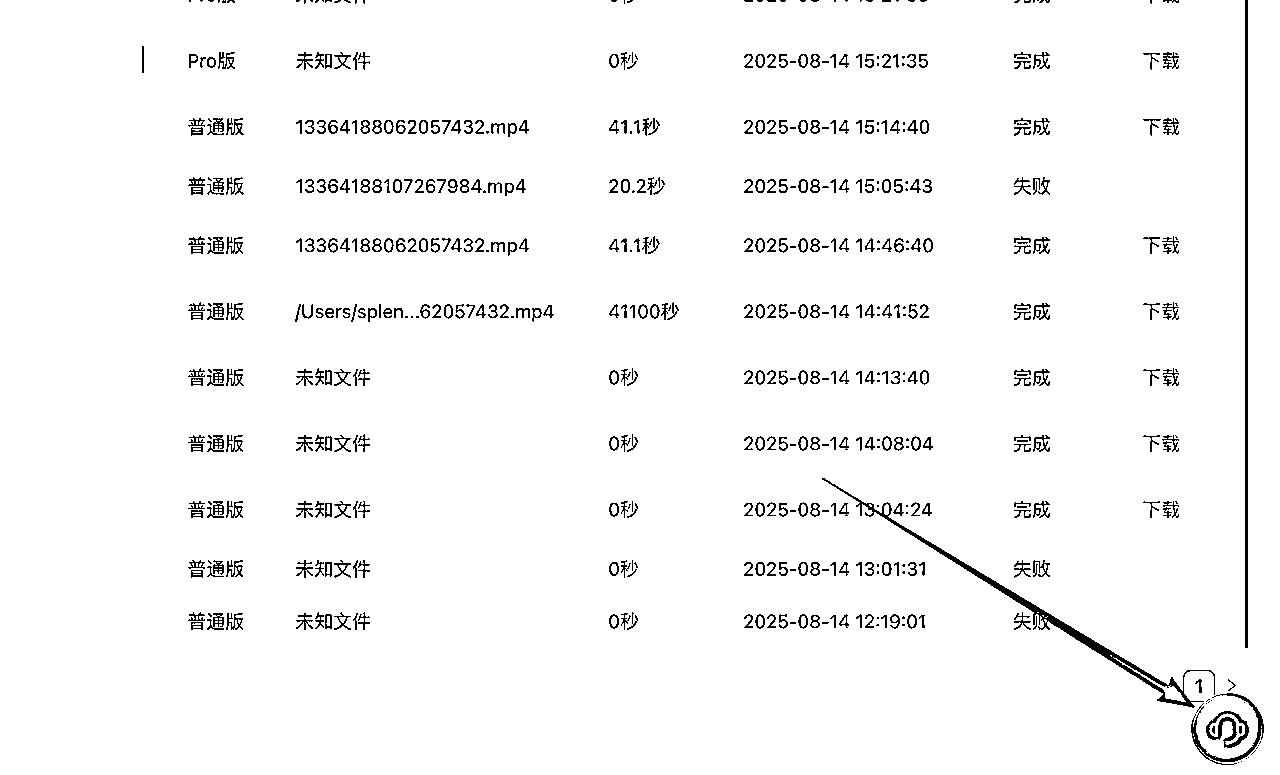 Pro版 未知文件 0秒 2025-08-14 15:21:35 完成 下载
普通版 13364188062057432.mp4 41.1秒 2025-08-14 15:14:40 完成 下载
普通版 13364188107267984.mp4 20.2秒 2025-08-14 15:05:43 失败
普通版 13364188062057432.mp4 41.1秒 2025-08-14 14:46:40 完成 下载
普通版 /Users/splen...62057432.mp4 41100秒 2025-08-14 14:41:52 完成 下载
普通版 未知文件 0秒 2025-08-14 14:13:40 完成 下载
普通版 未知文件 0秒 2025-08-14 14:08:04 完成 下载
普通版 未知文件 0秒 2025-08-14 13:04:24 完成 下载
普通版 未知文件 0秒 2025-08-14 13:01:31 失败
普通版 未知文件 0秒 2025-08-14 12:19:01 失败
1 >